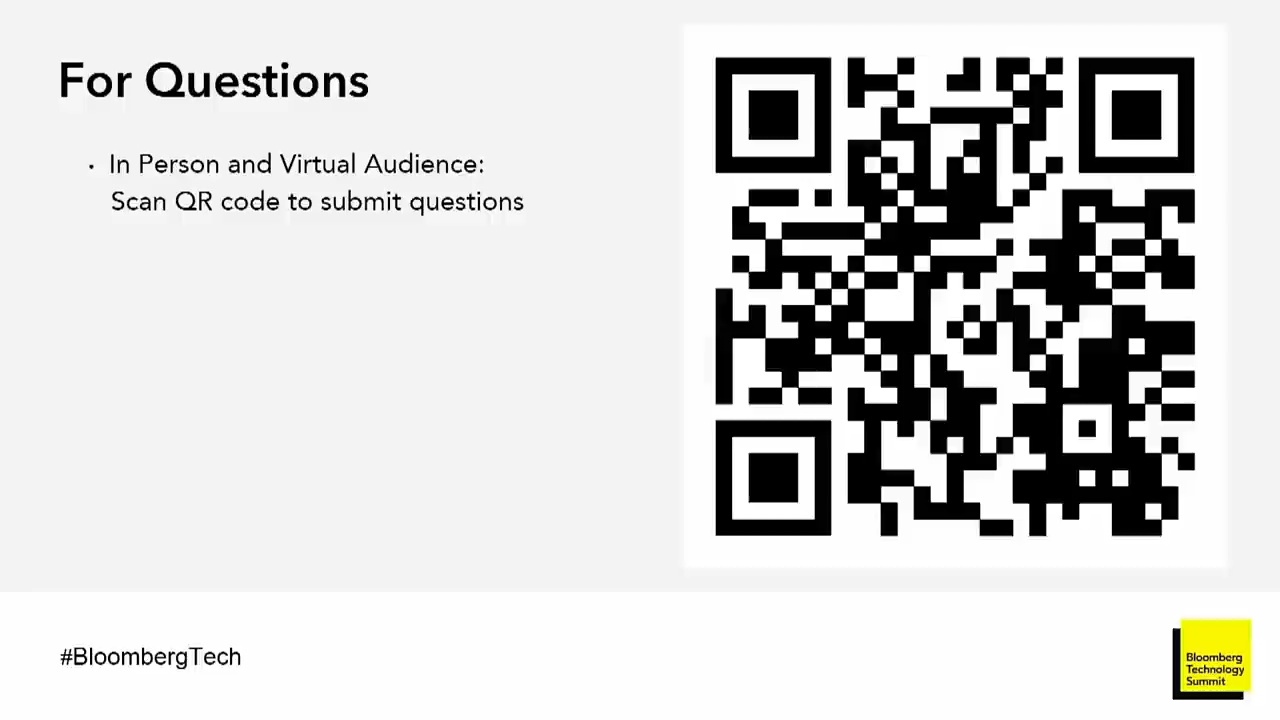 For Questions
• In Person and Virtual Audience:
Scan QR code to submit questions
#BloombergTech
Bloomberg
Technology
Summit